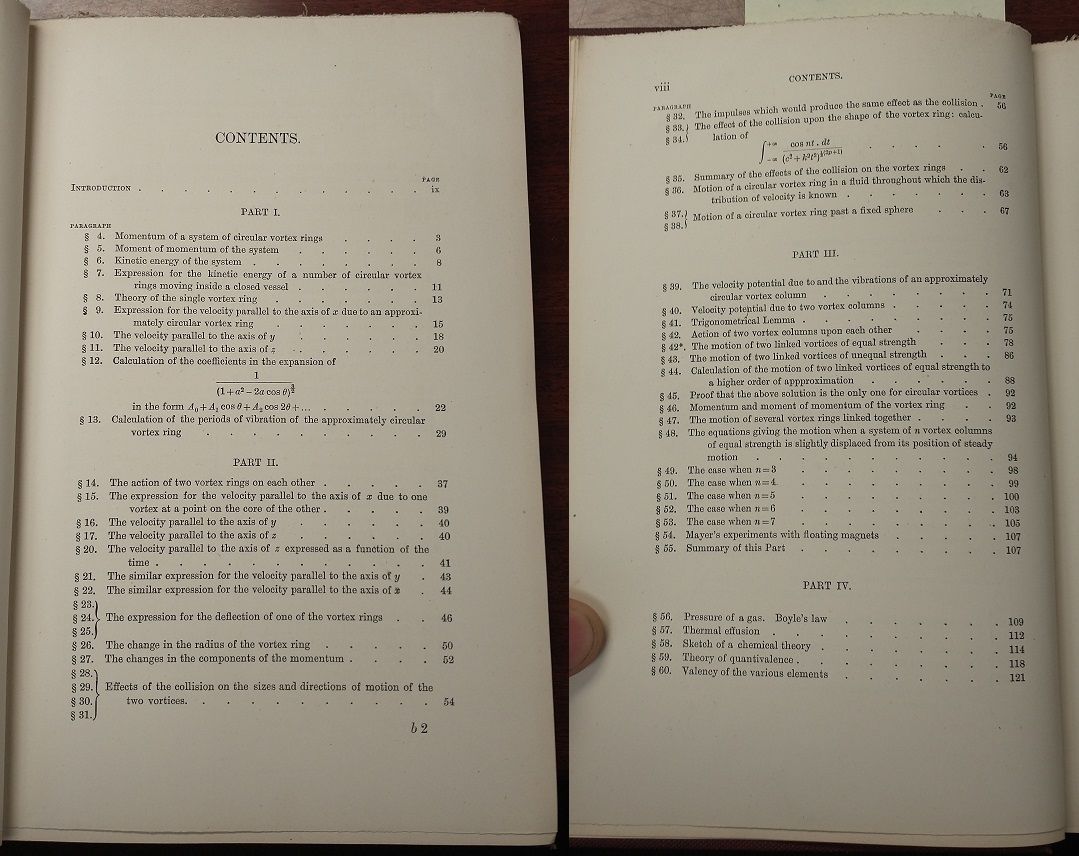 CONTENTS.
PAGE
INTRODUCTION . . . . . . . . . . . . ix
PART I.
PARAGRAPH
§ 4. Momentum of a system of circular vortex rings . . . . 3
§ 5. Moment of momentum of the system . . . . . . 6
§ 6. Kinetic energy of the system . . . . . . . 8
§ 7. Expression for the kinetic energy of a number of circular vortex
rings moving inside a closed vessel . . . . . . 11
§ 8. Theory of the single vortex ring . . . . . . . 13
§ 9. Expression for the velocity parallel to the axis of x due to an approxi-
mately circular vortex ring . . . . . . . 15
§ 10. The velocity parallel to the axis of y . . . . . . 18
§ 11. The velocity parallel to the axis of z . . . . . . 20
§ 12. Calculation of the coefficients in the expansion of
1
(1+a²−2a cos θ)^{3/2}
in the form A₀+A₁ cos θ+A₂ cos 2θ+... . . . . . . 22
§ 13. Calculation of the periods of vibration of the approximately circular
vortex ring . . . . . . . . . . 29
PART II.
§ 14. The action of two vortex rings on each other . . . . . 37
§ 15. The expression for the velocity parallel to the axis of x due to one
vortex at a point on the core of the other . . . . . 39
§ 16. The velocity parallel to the axis of y . . . . . . 40
§ 17. The velocity parallel to the axis of z . . . . . . 40
§ 20. The velocity parallel to the axis of z expressed as a function of the
time . . . . . . . . . . . . 41
§ 21. The similar expression for the velocity parallel to the axis of y . 43
§ 22. The similar expression for the velocity parallel to the axis of x . 44
§ 23.
§ 24. The expression for the deflection of one of the vortex rings . . 46
§ 25.
§ 26. The change in the radius of the vortex ring . . . . . 50
§ 27. The changes in the components of the momentum . . . . 52
§ 28.
§ 29. Effects of the collision on the sizes and directions of motion of the
§ 30. two vortices. . . . . . . . . . . 54
§ 31.
b 2
viii CONTENTS.
PARAGRAPH PAGE
§ 32. The impulses which would produce the same effect as the collision . 56
§ 33. The effect of the collision upon the shape of the vortex ring: calcu-
§ 34. lation of
∫_{−∞}^{+∞} cos nt . dt / (c²+k²t²)^{½(2p+1)} . . . . . 56
§ 35. Summary of the effects of the collision on the vortex rings . . 62
§ 36. Motion of a circular vortex ring in a fluid throughout which the dis-
tribution of velocity is known . . . . . . 63
§ 37. Motion of a circular vortex ring past a fixed sphere . . . 67
§ 38.
PART III.
§ 39. The velocity potential due to and the vibrations of an approximately
circular vortex column . . . . . . . 71
§ 40. Velocity potential due to two vortex columns . . . . 74
§ 41. Trigonometrical Lemma . . . . . . . . 75
§ 42. Action of two vortex columns upon each other . . . . 75
§ 42*. The motion of two linked vortices of equal strength . . . 78
§ 43. The motion of two linked vortices of unequal strength . . . 86
§ 44. Calculation of the motion of two linked vortices of equal strength to
a higher order of appproximation . . . . . . 88
§ 45. Proof that the above solution is the only one for circular vortices . 92
§ 46. Momentum and moment of momentum of the vortex ring . . 92
§ 47. The motion of several vortex rings linked together . . . . 93
§ 48. The equations giving the motion when a system of n vortex columns
of equal strength is slightly displaced from its position of steady
motion . . . . . . . . . . 94
§ 49. The case when n=3 . . . . . . . . 98
§ 50. The case when n=4. . . . . . . . . 99
§ 51. The case when n=5 . . . . . . . . 100
§ 52. The case when n=6 . . . . . . . . 103
§ 53. The case when n=7 . . . . . . . . 105
§ 54. Mayer's experiments with floating magnets . . . . . 107
§ 55. Summary of this Part . . . . . . . . 107
PART IV.
§ 56. Pressure of a gas. Boyle's law . . . . . . . 109
§ 57. Thermal effusion . . . . . . . . . 112
§ 58. Sketch of a chemical theory . . . . . . . 114
§ 59. Theory of quantivalence . . . . . . . . 118
§ 60. Valency of the various elements . . . . . . 121